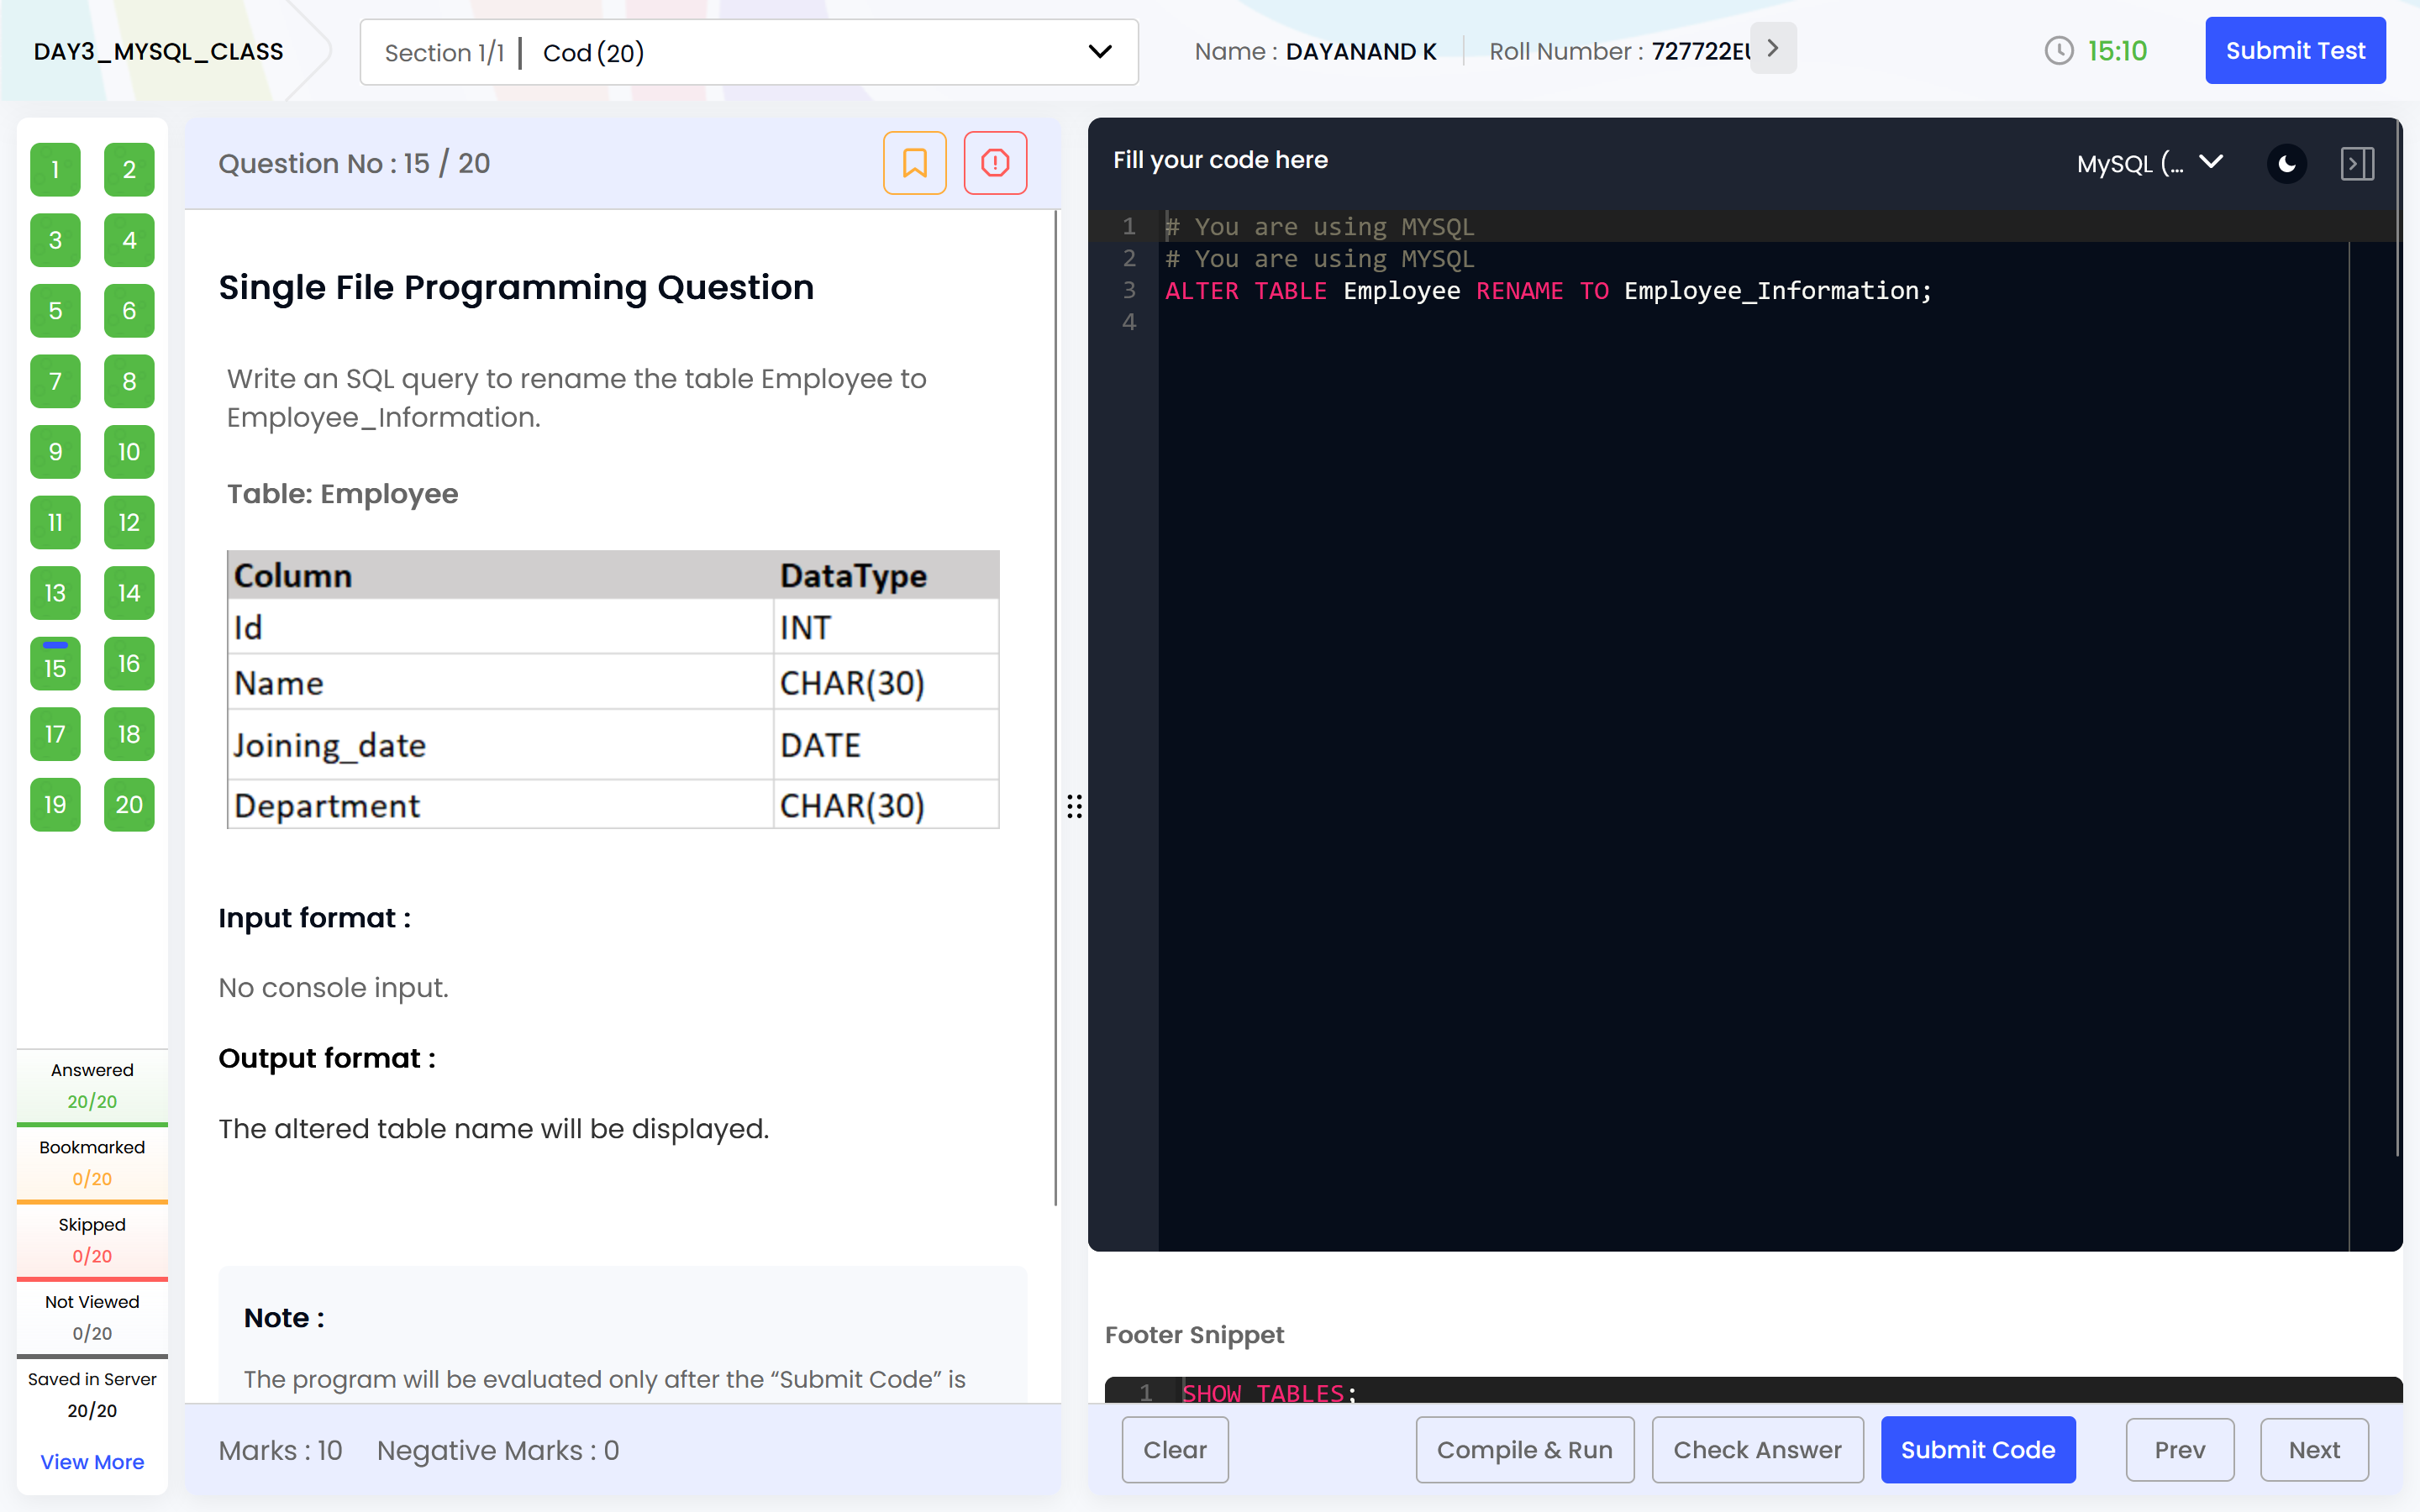 DAY3_MYSQL_CLASS
Section 1/1 | Cod (20)
Name : DAYANAND K
Roll Number : 727722EU
15:10
Submit Test
1 2
3 4
5 6
7 8
9 10
11 12
13 14
15 16
17 18
19 20
Answered
20/20
Bookmarked
0/20
Skipped
0/20
Not Viewed
0/20
Saved in Server
20/20
View More
Question No : 15 / 20
Single File Programming Question
Write an SQL query to rename the table Employee to
Employee_Information.
Table: Employee
Column DataType
Id INT
Name CHAR(30)
Joining_date DATE
Department CHAR(30)
Input format :
No console input.
Output format :
The altered table name will be displayed.
Note :
The program will be evaluated only after the “Submit Code” is
Marks : 10 Negative Marks : 0
Fill your code here
MySQL (...
1 # You are using MYSQL
2 # You are using MYSQL
3 ALTER TABLE Employee RENAME TO Employee_Information;
4
Footer Snippet
1 SHOW TABLES;
Clear
Compile & Run
Check Answer
Submit Code
Prev
Next